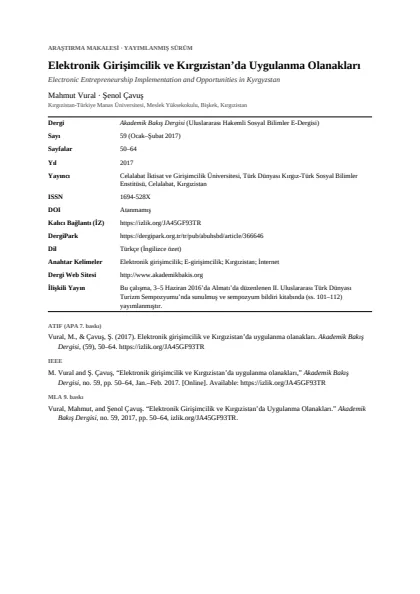 ARAŞTIRMA MAKALESİ · YAYIMLANMIŞ SÜRÜM
Elektronik Girişimcilik ve Kırgızistan’da Uygulama Olanakları
Electronic Entrepreneurship Implementation and Opportunities in Kyrgyzstan
Mahmut Vural · Şenol Çavuş
Kırgızistan-Türkiye Manas Üniversitesi, Meslek Yüksekokulu, Bişkek, Kırgızistan
Dergi Akademik Bakış Dergisi (Uluslararası Hakemli Sosyal Bilimler E-Dergisi)
Sayı 59 (Ocak–Şubat 2017)
Sayfalar 50–64
Yıl 2017
Yayıncı Celalabat İktisat ve Girişimcilik Üniversitesi, Türk Dünyası Kırgız-Türk Sosyal Bilimler
Enstitüsü, Celalabat, Kırgızistan
ISSN 1694-528X
DOI Atanmamış
Kalıcı Bağlantı (İZ) https://izlik.org/JA45GF93TR
DergiPark https://dergipark.org.tr/tr/pub/abuhsbd/article/366646
Dil Türkçe (İngilizce özet)
Anahtar Kelimeler Elektronik girişimcilik; E-girişimcilik; Kırgızistan; İnternet
Dergi Web Sitesi http://www.akademikbakis.org
İlişkili Yayın Bu çalışma, 3–5 Haziran 2016’da Almatı’da düzenlenen II. Uluslararası Türk Dünyası
Turizm Sempozyumu’nda sunulmuş ve sempozyum bildiri kitabında (ss. 101–112)
yayımlanmıştır.
ATIF (APA 7. baskı)
Vural, M., & Çavuş, Ş. (2017). Elektronik girişimcilik ve Kırgızistan’da uygulama olanakları. Akademik Bakış
Dergisi, (59), 50–64. https://izlik.org/JA45GF93TR
IEEE
M. Vural and Ş. Çavuş, “Elektronik girişimcilik ve Kırgızistan’da uygulama olanakları,” Akademik Bakış
Dergisi, no. 59, pp. 50–64, Jan.–Feb. 2017. [Online]. Available: https://izlik.org/JA45GF93TR
MLA 9. baskı
Vural, Mahmut, and Şenol Çavuş. “Elektronik Girişimcilik ve Kırgızistan’da Uygulama Olanakları.” Akademik
Bakış Dergisi, no. 59, 2017, pp. 50–64, izlik.org/JA45GF93TR.